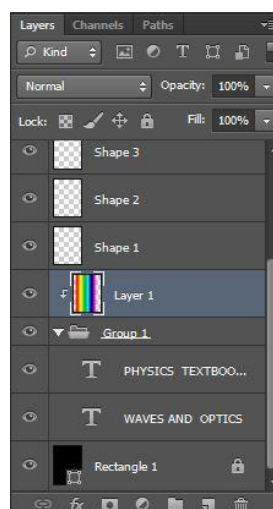 Layers Channels Paths
Kind T
Normal Opacity: 100%
Lock: Fill: 100%
Shape 3
Shape 2
Shape 1
Layer 1
Group 1
T PHYSICS TEXTBOO...
T WAVES AND OPTICS
Rectangle 1
fx